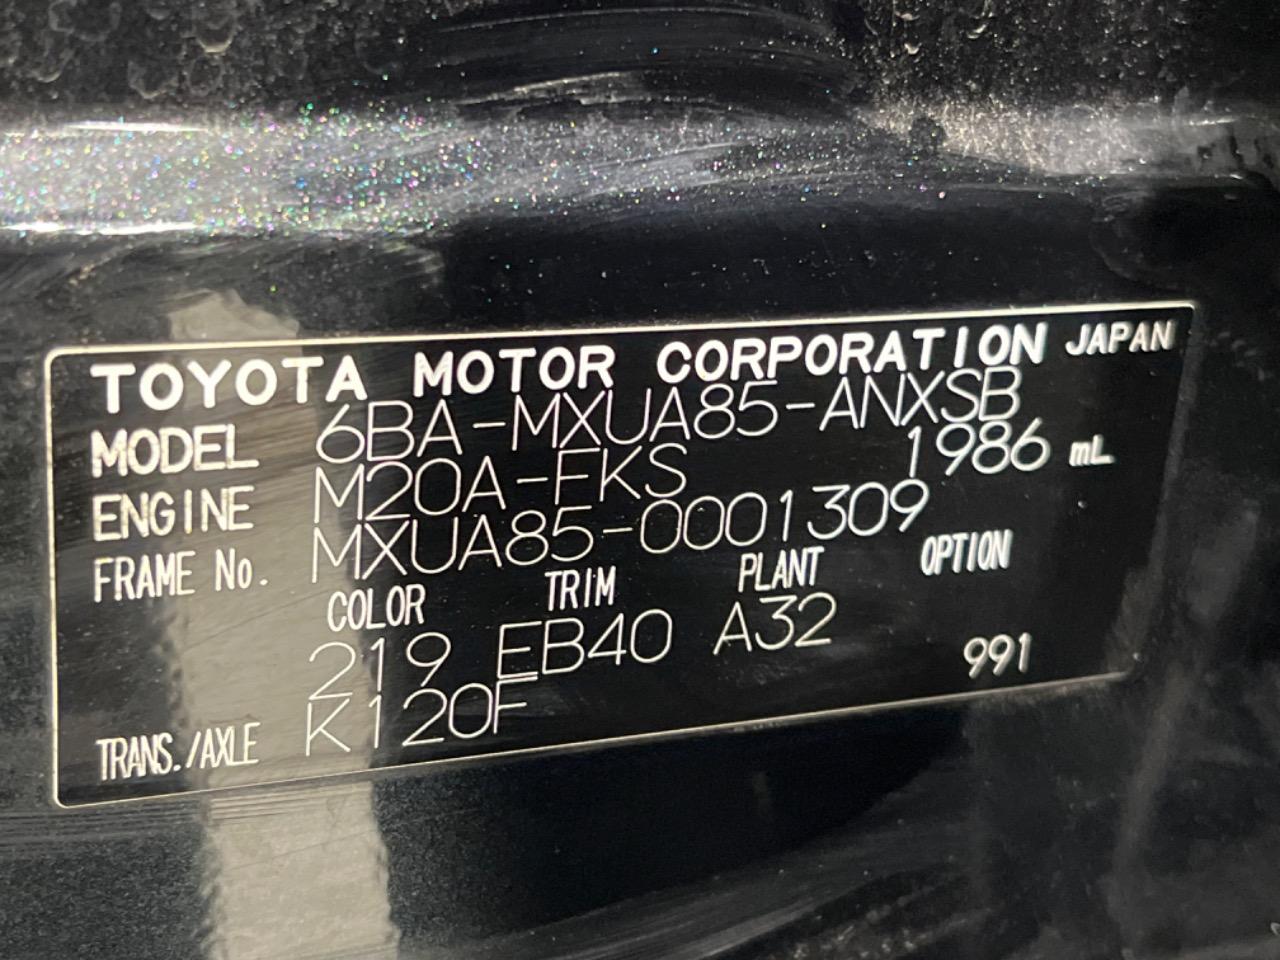 TOYOTA MOTOR CORPORATION JAPAN
MODEL 6BA-MXUA85-ANXSB
ENGINE M20A-FKS 1986 mL
FRAME No. MXUA85-0001309
COLOR TRIM PLANT OPTION
219 EB40 A32 991
TRANS./AXLE K120F